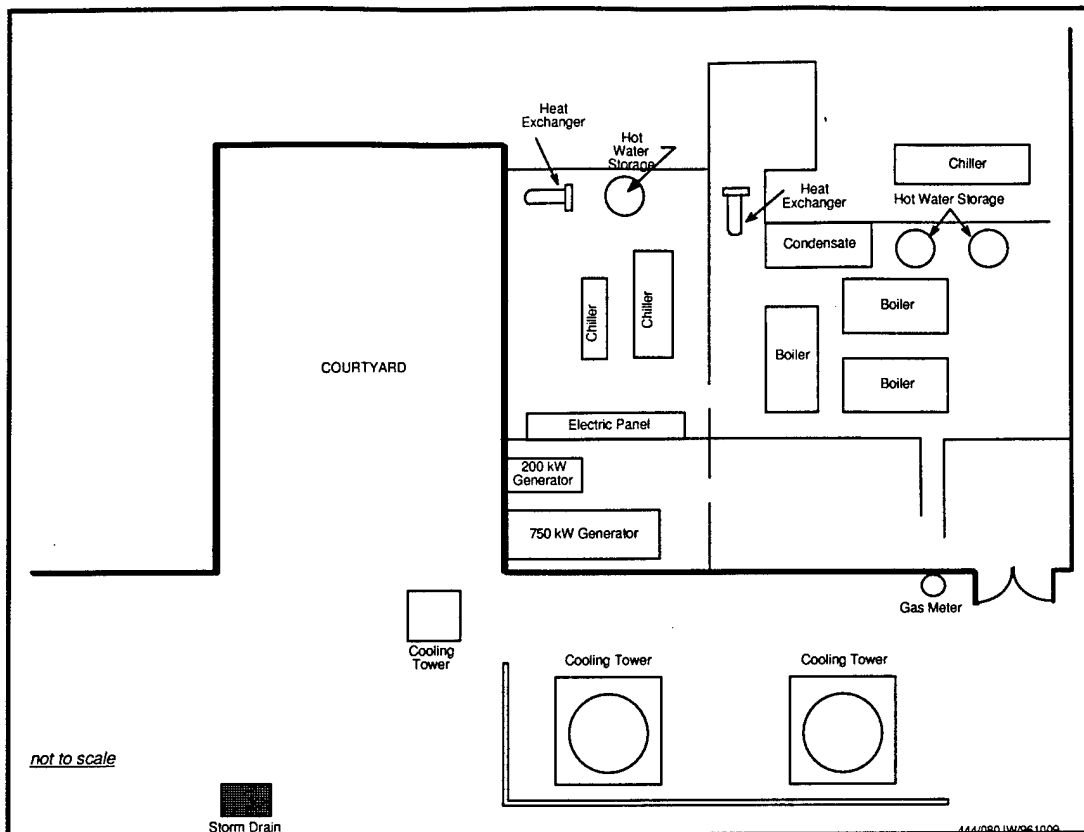 Heat
Exchanger
Hot
Water
Storage
Chiller
Heat
Exchanger
Hot Water Storage
Condensate
Chiller
Chiller
Boiler
Boiler
Boiler
COURTYARD
Electric Panel
200 kW
Generator
750 kW Generator
Gas Meter
Cooling
Tower
Cooling Tower
Cooling Tower
not to scale
Storm Drain